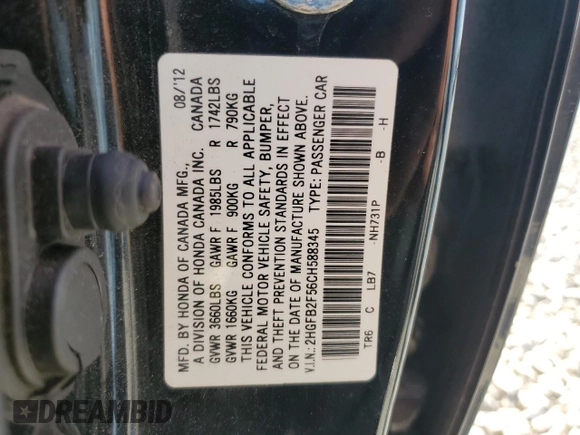 MFD. BY HONDA OF CANADA MFG., 08/'12
A DIVISION OF HONDA CANADA INC. CANADA
GVWR 3660LBS GAWR F 1985LBS R 1742LBS
GVWR 1660KG GAWR F 900KG R 790KG
THIS VEHICLE CONFORMS TO ALL APPLICABLE
FEDERAL MOTOR VEHICLE SAFETY, BUMPER,
AND THEFT PREVENTION STANDARDS IN EFFECT
ON THE DATE OF MANUFACTURE SHOWN ABOVE.
V.I.N.: 2HGFB2F56CH588345 TYPE: PASSENGER CAR
TR6 C LB7 -NH731P -B -H
DREAMBID